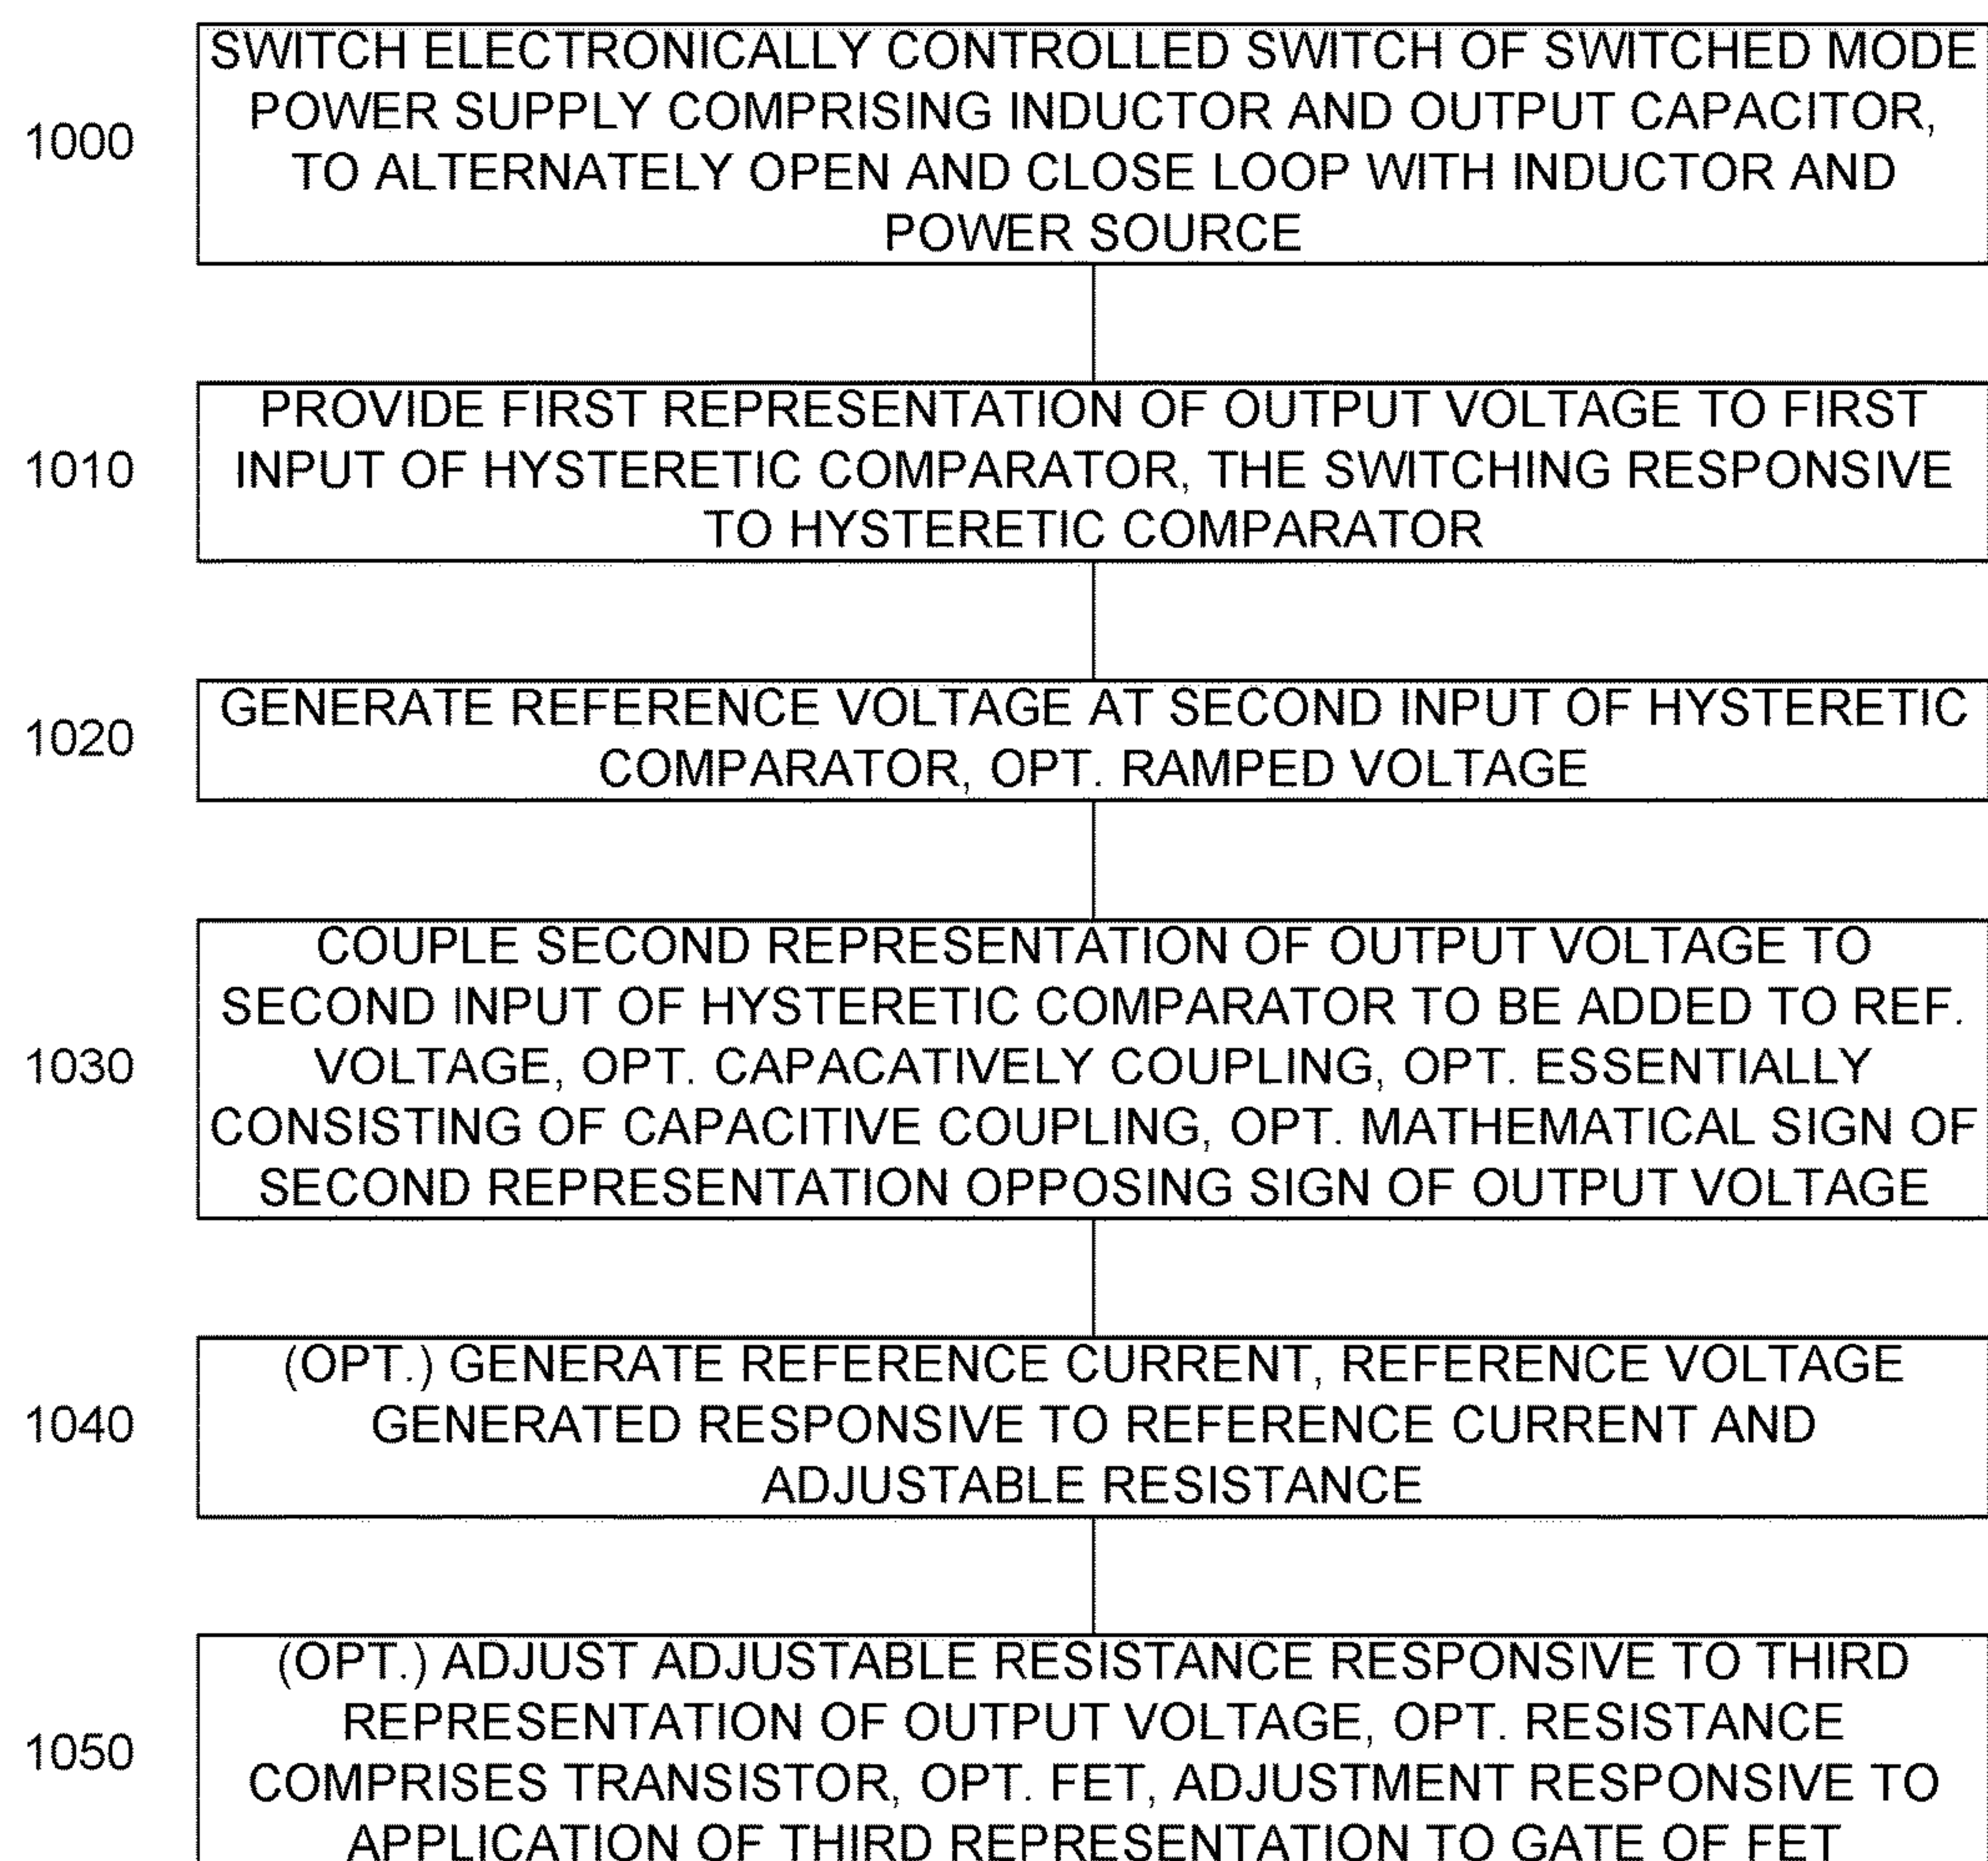 1000
SWITCH ELECTRONICALLY CONTROLLED SWITCH OF SWITCHED MODE
POWER SUPPLY COMPRISING INDUCTOR AND OUTPUT CAPACITOR,
TO ALTERNATELY OPEN AND CLOSE LOOP WITH INDUCTOR AND
POWER SOURCE
1010
PROVIDE FIRST REPRESENTATION OF OUTPUT VOLTAGE TO FIRST
INPUT OF HYSTERETIC COMPARATOR, THE SWITCHING RESPONSIVE
TO HYSTERETIC COMPARATOR
1020
GENERATE REFERENCE VOLTAGE AT SECOND INPUT OF HYSTERETIC
COMPARATOR, OPT. RAMPED VOLTAGE
1030
COUPLE SECOND REPRESENTATION OF OUTPUT VOLTAGE TO
SECOND INPUT OF HYSTERETIC COMPARATOR TO BE ADDED TO REF.
VOLTAGE, OPT. CAPACATIVELY COUPLING, OPT. ESSENTIALLY
CONSISTING OF CAPACITIVE COUPLING, OPT. MATHEMATICAL SIGN OF
SECOND REPRESENTATION OPPOSING SIGN OF OUTPUT VOLTAGE
1040
(OPT.) GENERATE REFERENCE CURRENT, REFERENCE VOLTAGE
GENERATED RESPONSIVE TO REFERENCE CURRENT AND
ADJUSTABLE RESISTANCE
1050
(OPT.) ADJUST ADJUSTABLE RESISTANCE RESPONSIVE TO THIRD
REPRESENTATION OF OUTPUT VOLTAGE, OPT. RESISTANCE
COMPRISES TRANSISTOR, OPT. FET, ADJUSTMENT RESPONSIVE TO
APPLICATION OF THIRD REPRESENTATION TO GATE OF FET